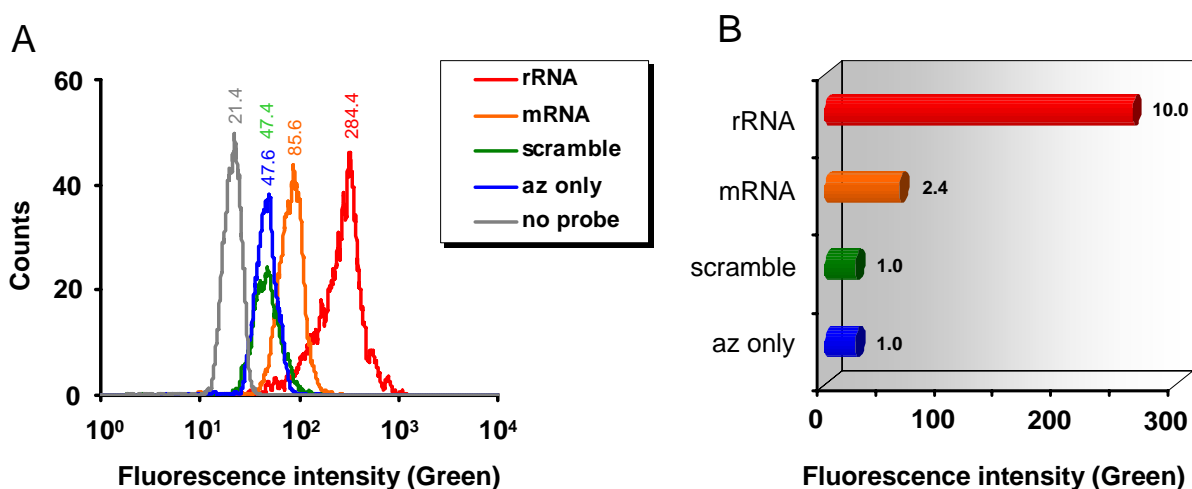 A
60
40
20
0
Counts
10⁰ 10¹ 10² 10³ 10⁴
Fluorescence intensity (Green)
21.4
47.6
47.4
85.6
284.4
rRNA
mRNA
scramble
az only
no probe
B
rRNA 10.0
mRNA 2.4
scramble 1.0
az only 1.0
0 100 200 300
Fluorescence intensity (Green)